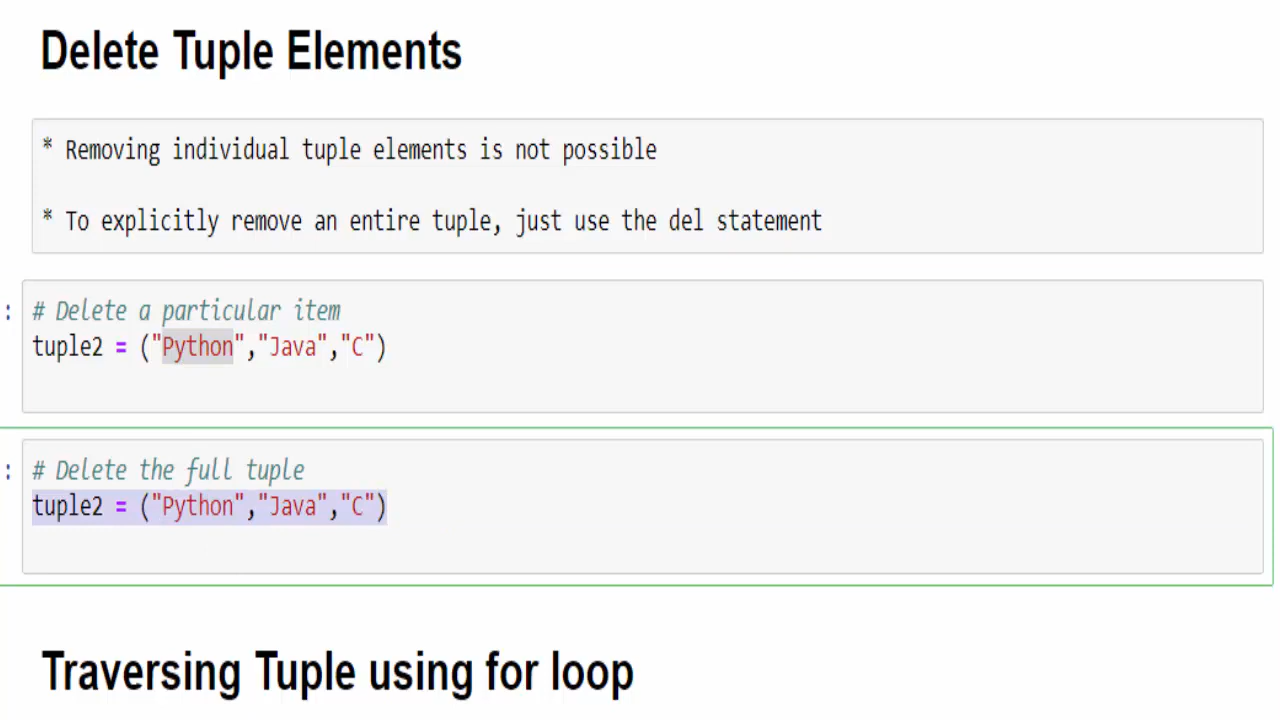 Delete Tuple Elements
* Removing individual tuple elements is not possible
* To explicitly remove an entire tuple, just use the del statement
: # Delete a particular item
tuple2 = ("Python","Java","C")
: # Delete the full tuple
tuple2 = ("Python","Java","C")
Traversing Tuple using for loop